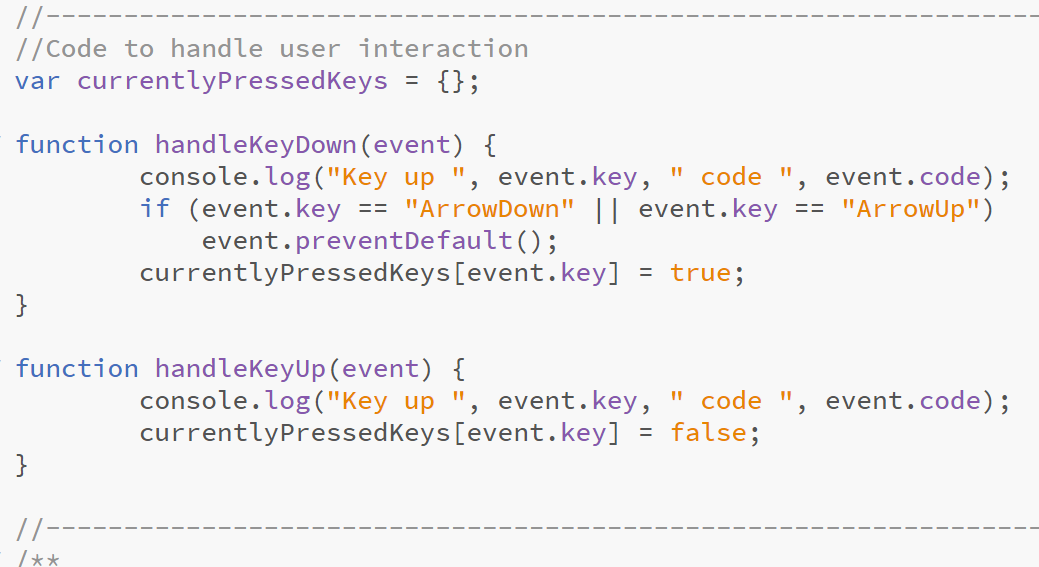 //----------------------------------------------------------------
//Code to handle user interaction
var currentlyPressedKeys = {};
function handleKeyDown(event) {
        console.log("Key up ", event.key, " code ", event.code);
        if (event.key == "ArrowDown" || event.key == "ArrowUp")
            event.preventDefault();
        currentlyPressedKeys[event.key] = true;
}
function handleKeyUp(event) {
        console.log("Key up ", event.key, " code ", event.code);
        currentlyPressedKeys[event.key] = false;
}
//----------------------------------------------------------------
/**